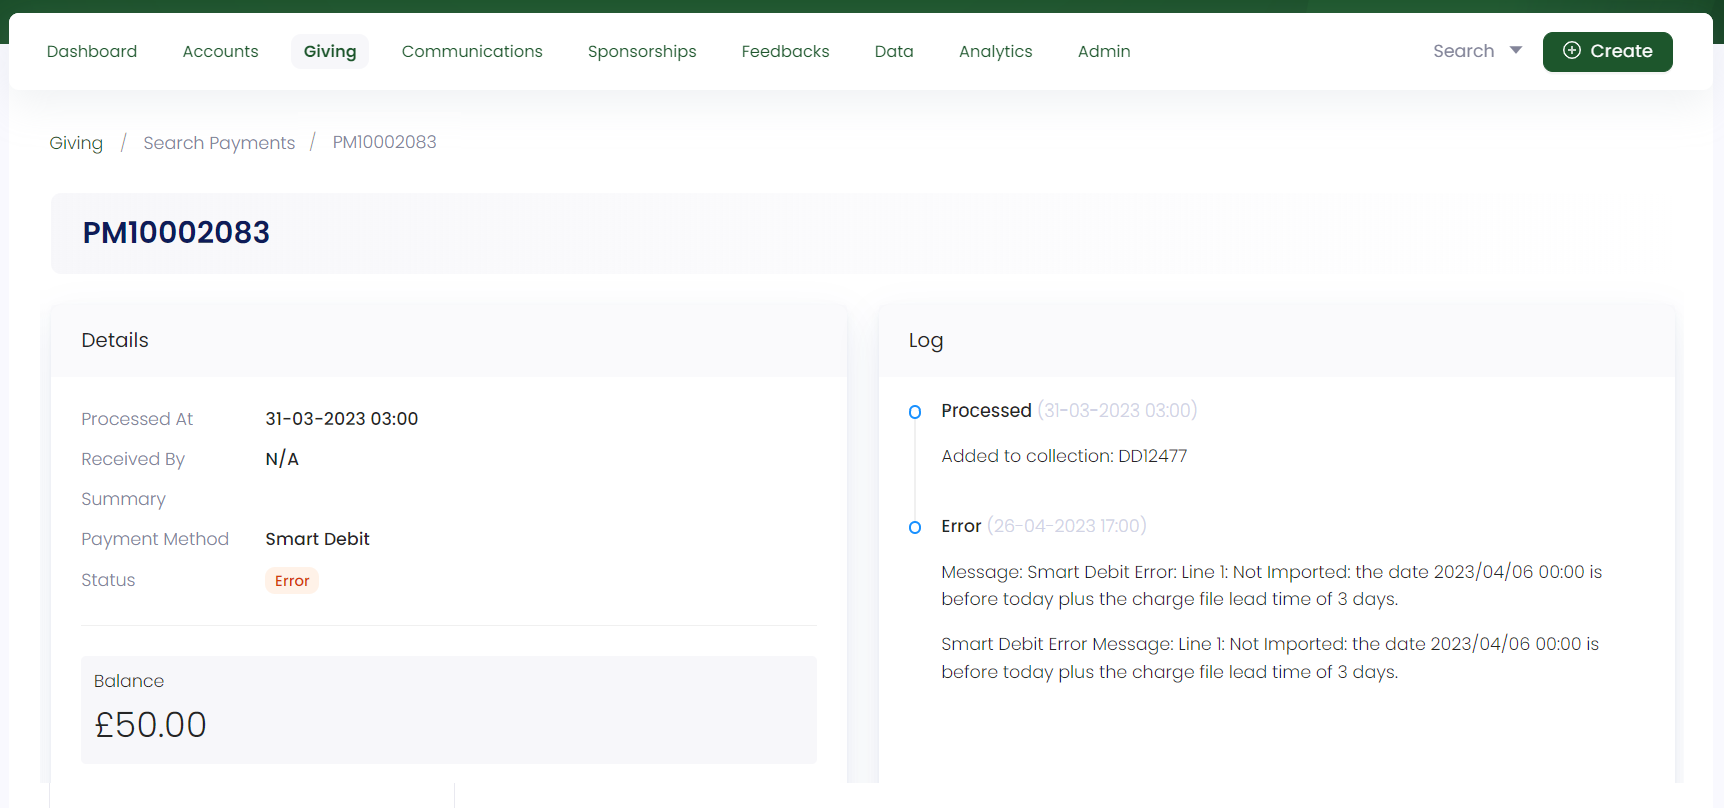 Dashboard Accounts Giving Communications Sponsorships Feedbacks Data Analytics Admin Search Create
Giving / Search Payments / PM10002083
PM10002083
Details
Processed At 31-03-2023 03:00
Received By N/A
Summary
Payment Method Smart Debit
Status Error
Balance
£50.00
Log
Processed (31-03-2023 03:00)
Added to collection: DD12477
Error (26-04-2023 17:00)
Message: Smart Debit Error: Line 1: Not Imported: the date 2023/04/06 00:00 is
before today plus the charge file lead time of 3 days.
Smart Debit Error Message: Line 1: Not Imported: the date 2023/04/06 00:00 is
before today plus the charge file lead time of 3 days.